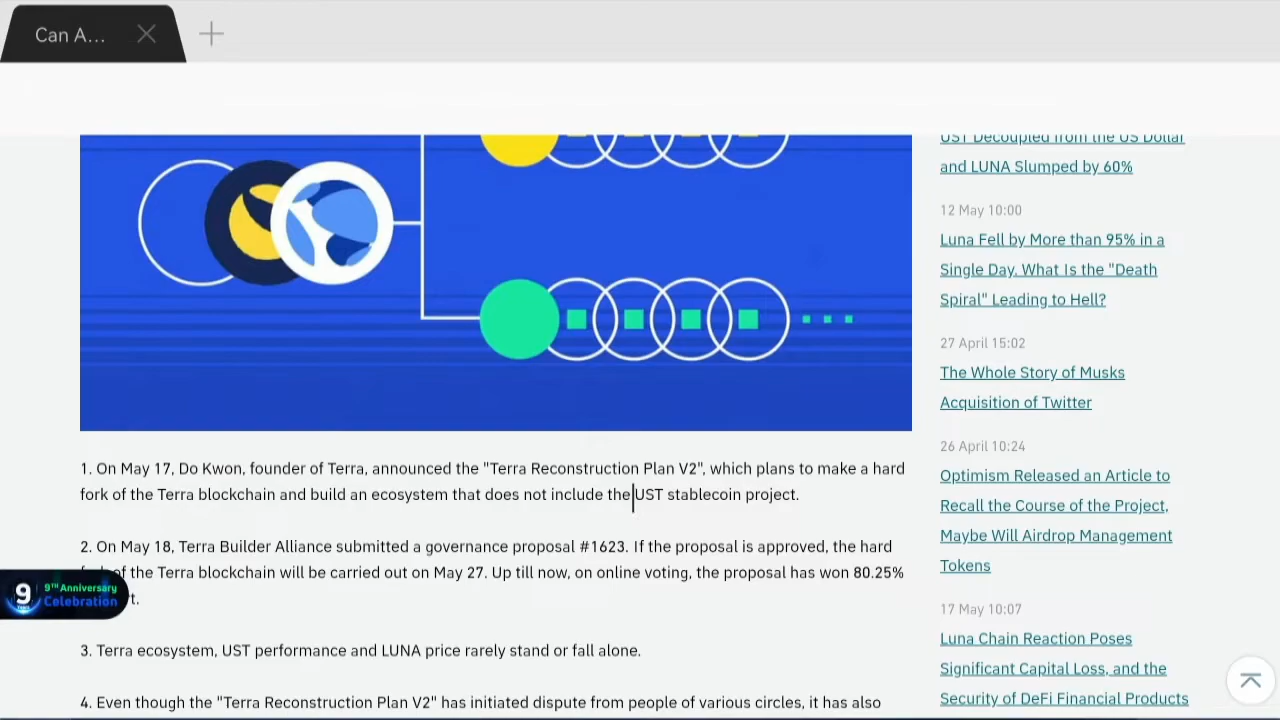 Can A...
UST Decoupled from the US Dollar
and LUNA Slumped by 60%
12 May 10:00
Luna Fell by More than 95% in a
Single Day. What Is the "Death
Spiral" Leading to Hell?
27 April 15:02
The Whole Story of Musks
Acquisition of Twitter
26 April 10:24
Optimism Released an Article to
Recall the Course of the Project,
Maybe Will Airdrop Management
Tokens
17 May 10:07
Luna Chain Reaction Poses
Significant Capital Loss, and the
Security of DeFi Financial Products
1. On May 17, Do Kwon, founder of Terra, announced the "Terra Reconstruction Plan V2", which plans to make a hard
fork of the Terra blockchain and build an ecosystem that does not include the UST stablecoin project.
2. On May 18, Terra Builder Alliance submitted a governance proposal #1623. If the proposal is approved, the hard
of the Terra blockchain will be carried out on May 27. Up till now, on online voting, the proposal has won 80.25%
t.
3. Terra ecosystem, UST performance and LUNA price rarely stand or fall alone.
4. Even though the "Terra Reconstruction Plan V2" has initiated dispute from people of various circles, it has also
9
9TH Anniversary
Celebration